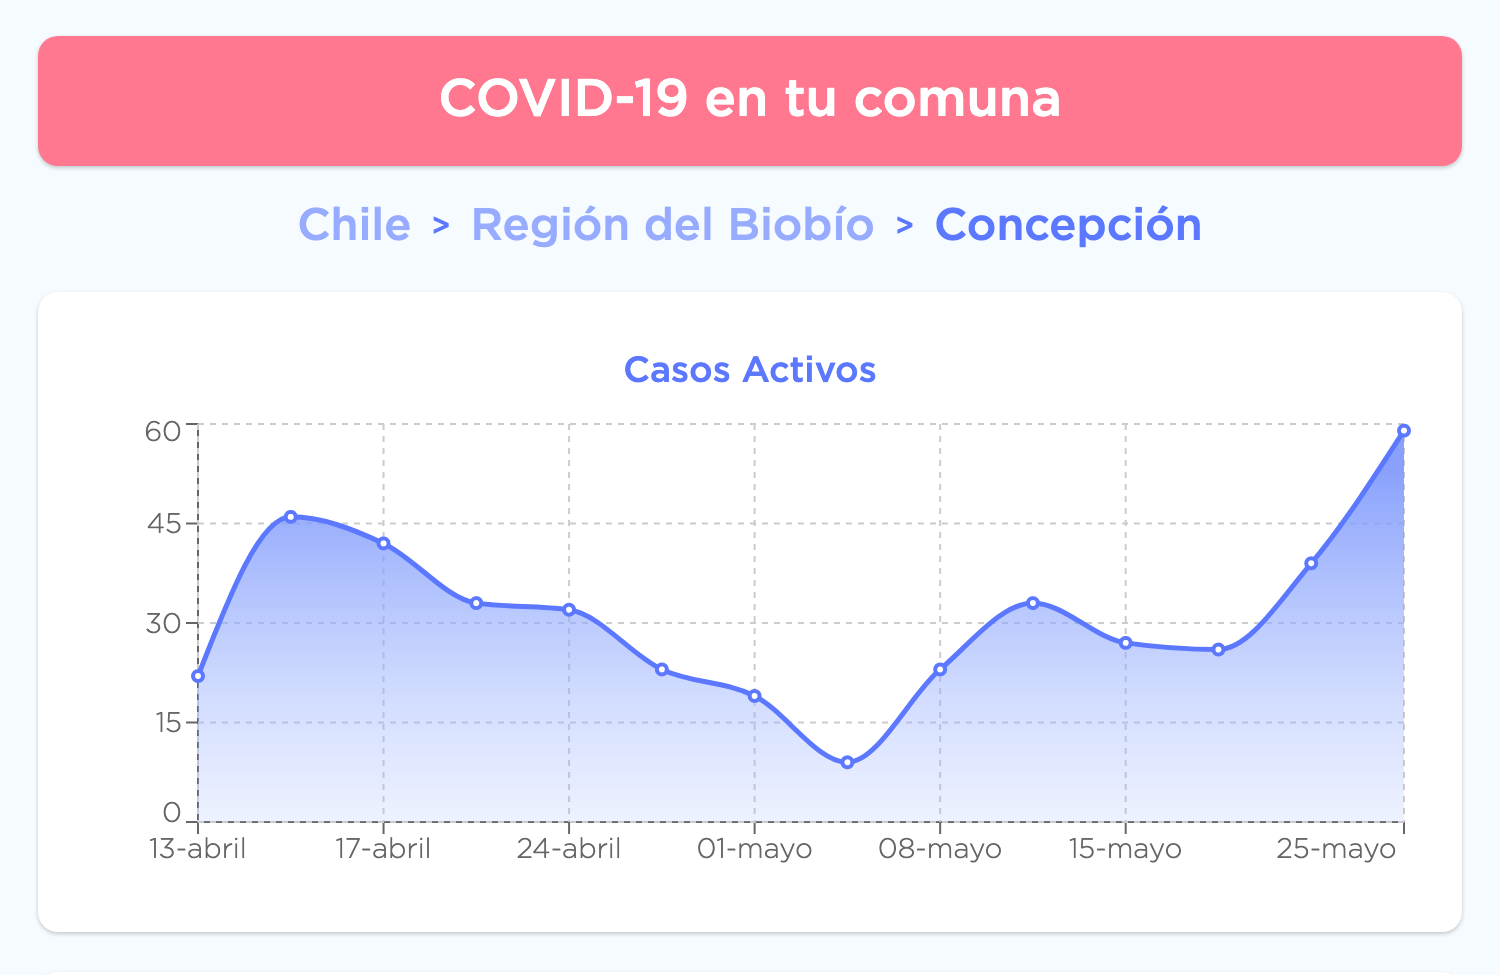 COVID-19 en tu comuna
Chile > Región del Biobío > Concepción
Casos Activos
60
45
30
15
0
13-abril 17-abril 24-abril 01-mayo 08-mayo 15-mayo 25-mayo